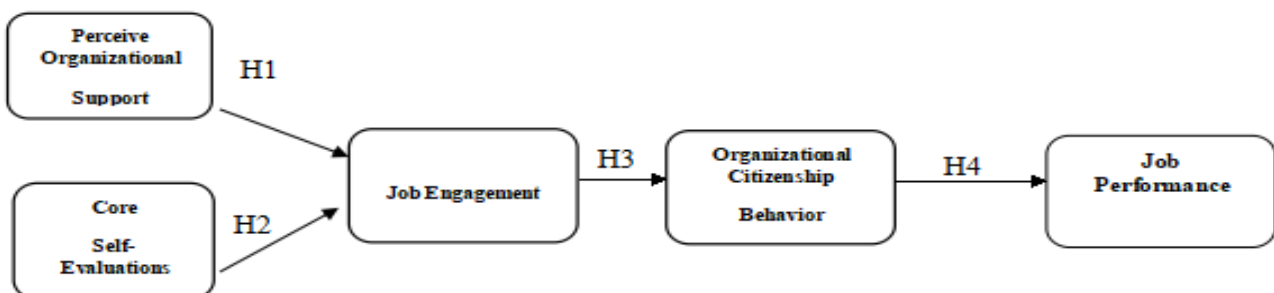 Perceive
Organizational
Support
H1
Core
Self-
Evaluations
H2
Job Engagement
H3
Organizational
Citizenship
Behavior
H4
Job
Performance